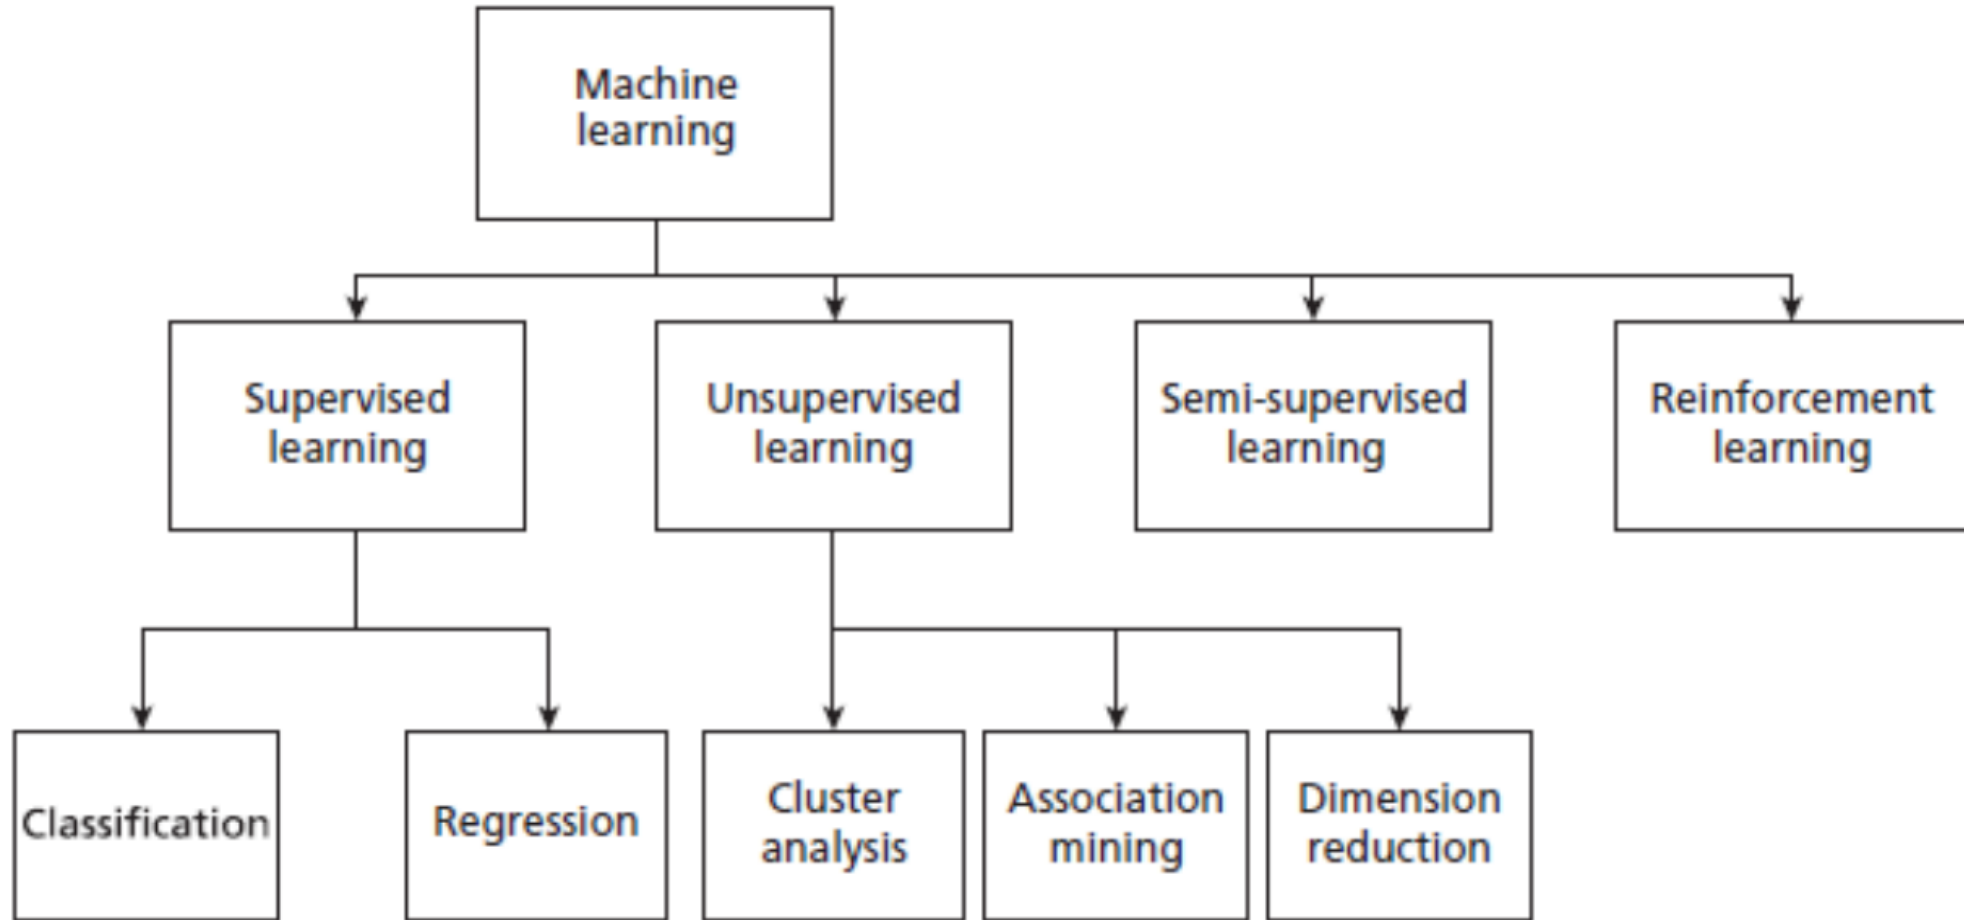 Machine
learning
Supervised
learning
Unsupervised
learning
Semi-supervised
learning
Reinforcement
learning
Classification
Regression
Cluster
analysis
Association
mining
Dimension
reduction